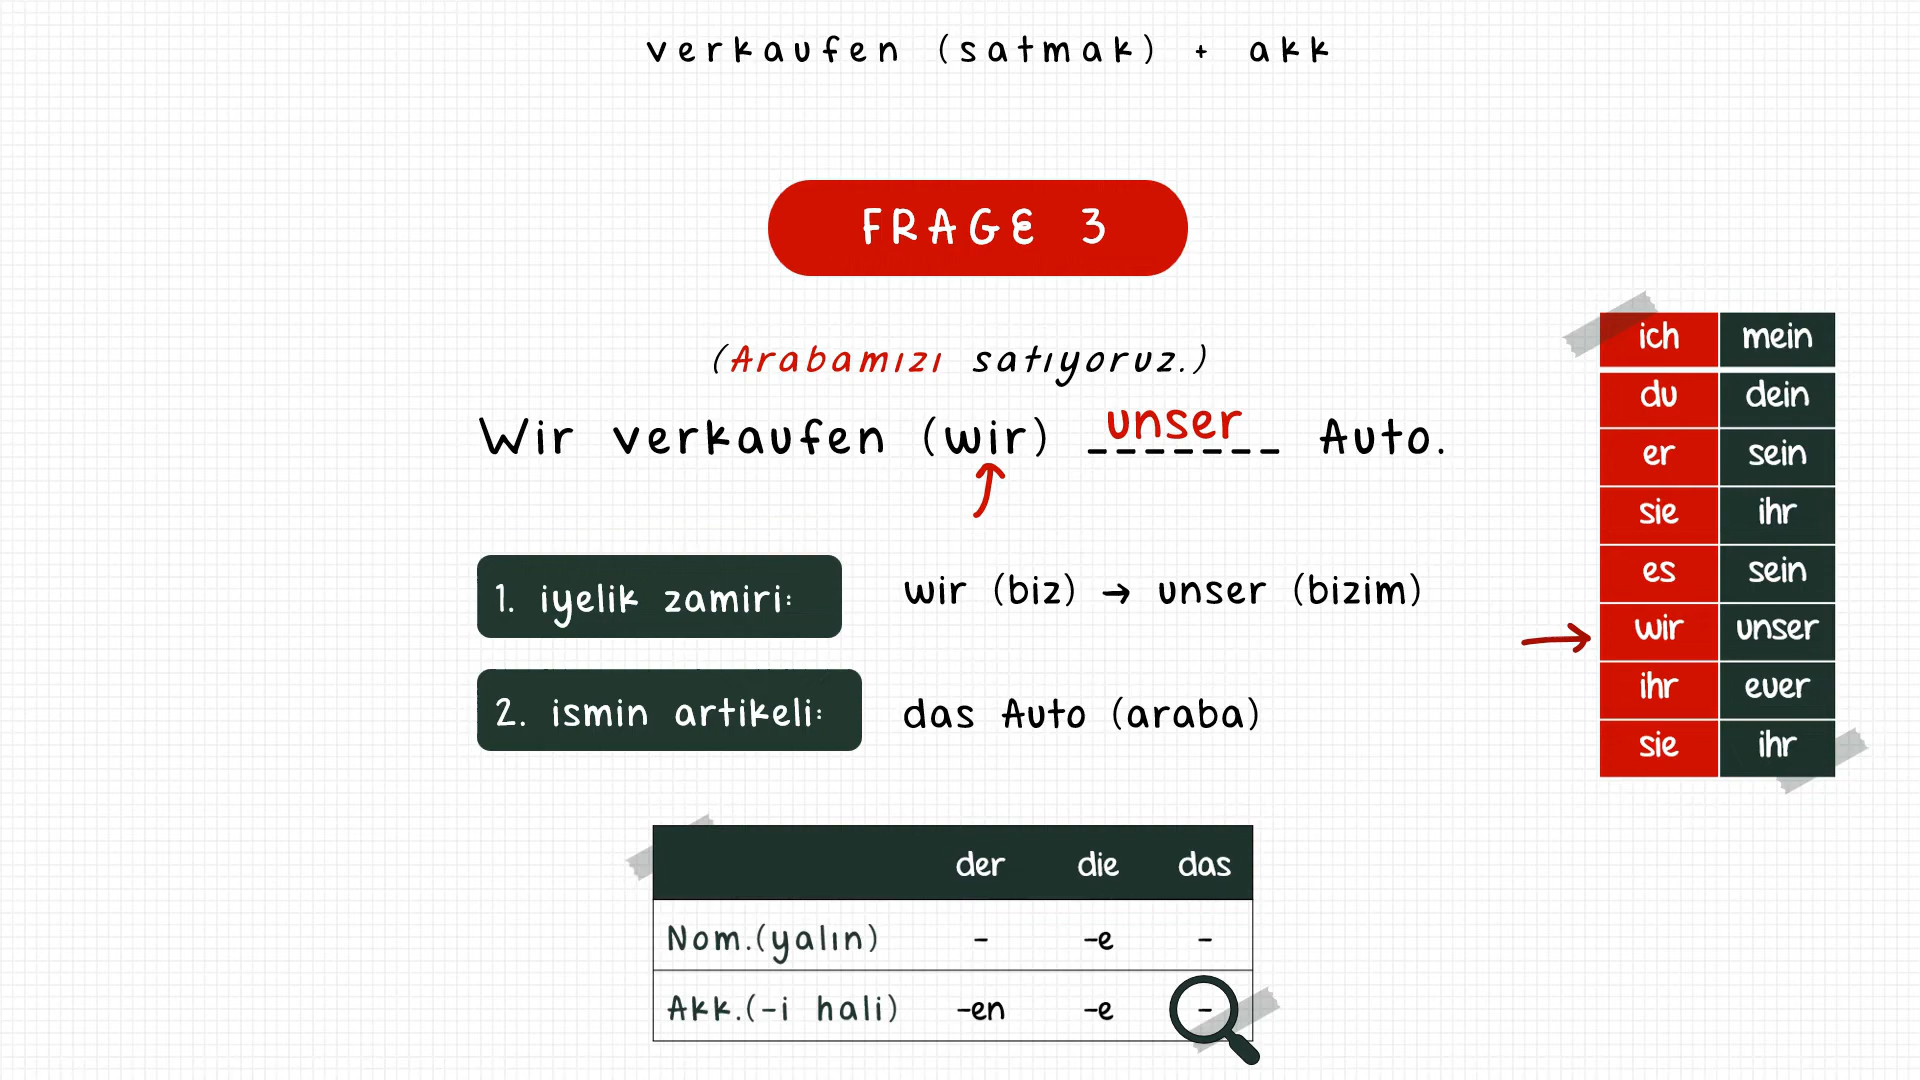 verkaufen (satmak) + akk
FRAGE 3
(Arabamızı satıyoruz.)
Wir verkaufen (wir) unser Auto.
1. iyelik zamiri: wir (biz) → unser (bizim)
2. ismin artikeli: das Auto (araba)
ich mein
du dein
er sein
sie ihr
es sein
wir unser
ihr euer
sie ihr
der die das
Nom.(yalın) - -e -
Akk.(-i hali) -en -e -